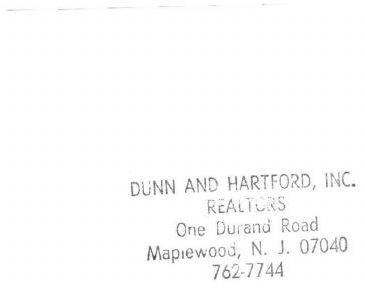 DUNN AND HARTFORD, INC.
REALTORS
One Durand Road
Maplewood, N. J. 07040
762-7744